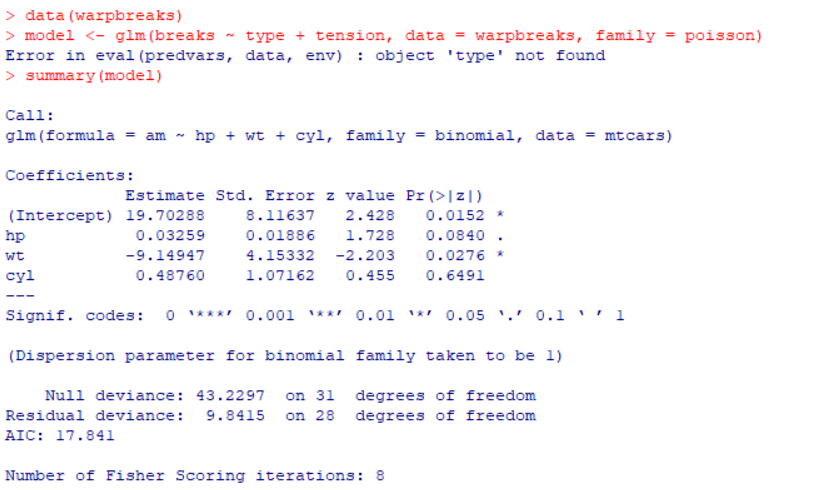 > data(warpbreaks)
> model <- glm(breaks ~ type + tension, data = warpbreaks, family = poisson)
Error in eval(predvars, data, env) : object 'type' not found
> summary(model)
Call:
glm(formula = am ~ hp + wt + cyl, family = binomial, data = mtcars)
Coefficients:
Estimate Std. Error z value Pr(>|z|)
(Intercept) 19.70288 8.11637 2.428 0.0152 *
hp 0.03259 0.01886 1.728 0.0840 .
wt -9.14947 4.15332 -2.203 0.0276 *
cyl 0.48760 1.07162 0.455 0.6491
---
Signif. codes: 0 ‘***’ 0.001 ‘**’ 0.01 ‘*’ 0.05 ‘.’ 0.1 ‘ ’ 1
(Dispersion parameter for binomial family taken to be 1)
Null deviance: 43.2297 on 31 degrees of freedom
Residual deviance: 9.8415 on 28 degrees of freedom
AIC: 17.841
Number of Fisher Scoring iterations: 8